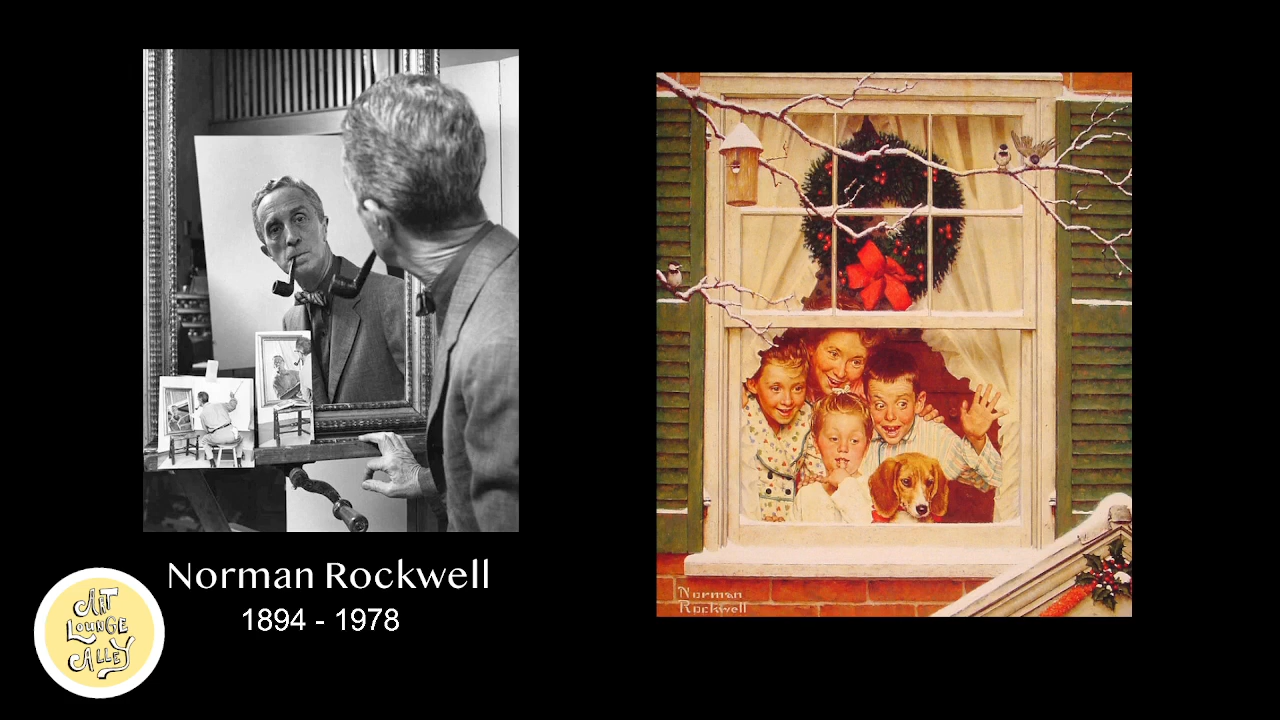 Norman Rockwell
1894 - 1978
ART
LOUNGE
ALLEY
Norman
Rockwell